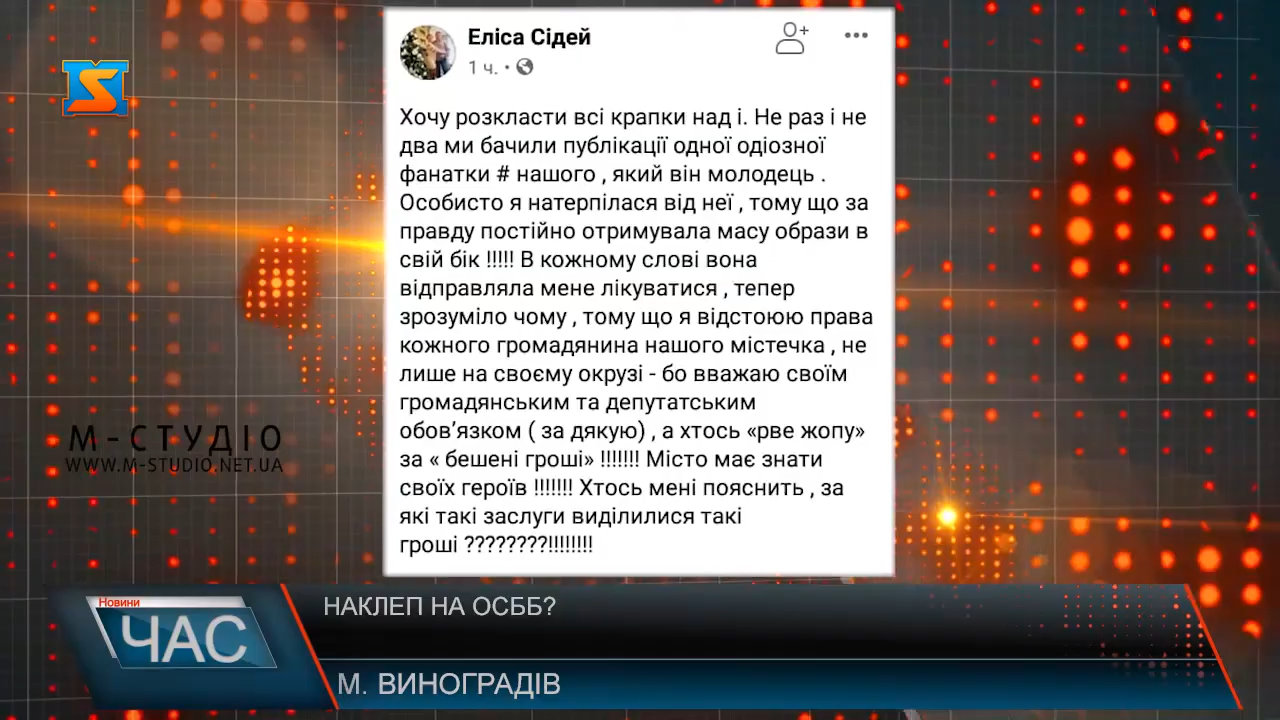 Еліса Сідей
1 ч.
Хочу розкласти всі крапки над і. Не раз і не
два ми бачили публікації одної одіозної
фанатки # нашого , який він молодець .
Особисто я натерпілася від неї , тому що за
правду постійно отримувала масу образи в
свій бік !!!!! В кожному слові вона
відправляла мене лікуватися , тепер
зрозуміло чому , тому що я відстоюю права
кожного громадянина нашого містечка , не
лише на своєму окрузі - бо вважаю своїм
громадянським та депутатським
обов’язком ( за дякую) , а хтось «рве жопу»
за « бешені гроші» !!!!!!! Місто має знати
своїх героїв !!!!!!! Хтось мені пояснить , за
які такі заслуги виділилися такі
гроші ????????!!!!!!!!
М-СТУДІО
WWW.M-STUDIO.NET.UA
Новини
ЧАС
НАКЛЕП НА ОСББ?
М. ВИНОГРАДІВ